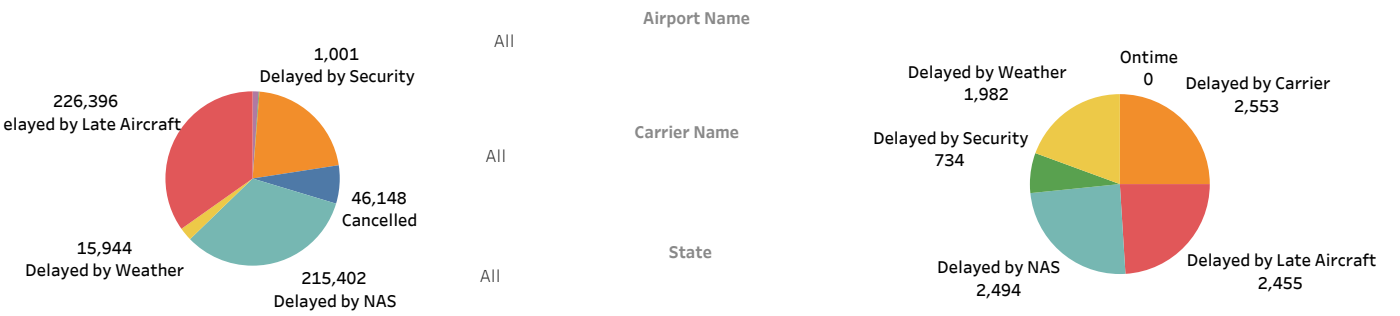 1,001
Delayed by Security
226,396
elayed by Late Aircraft
46,148
Cancelled
15,944
Delayed by Weather
215,402
Delayed by NAS
Airport Name
All
Carrier Name
All
State
All
Ontime
0
Delayed by Weather
1,982
Delayed by Carrier
2,553
Delayed by Security
734
Delayed by NAS
2,494
Delayed by Late Aircraft
2,455